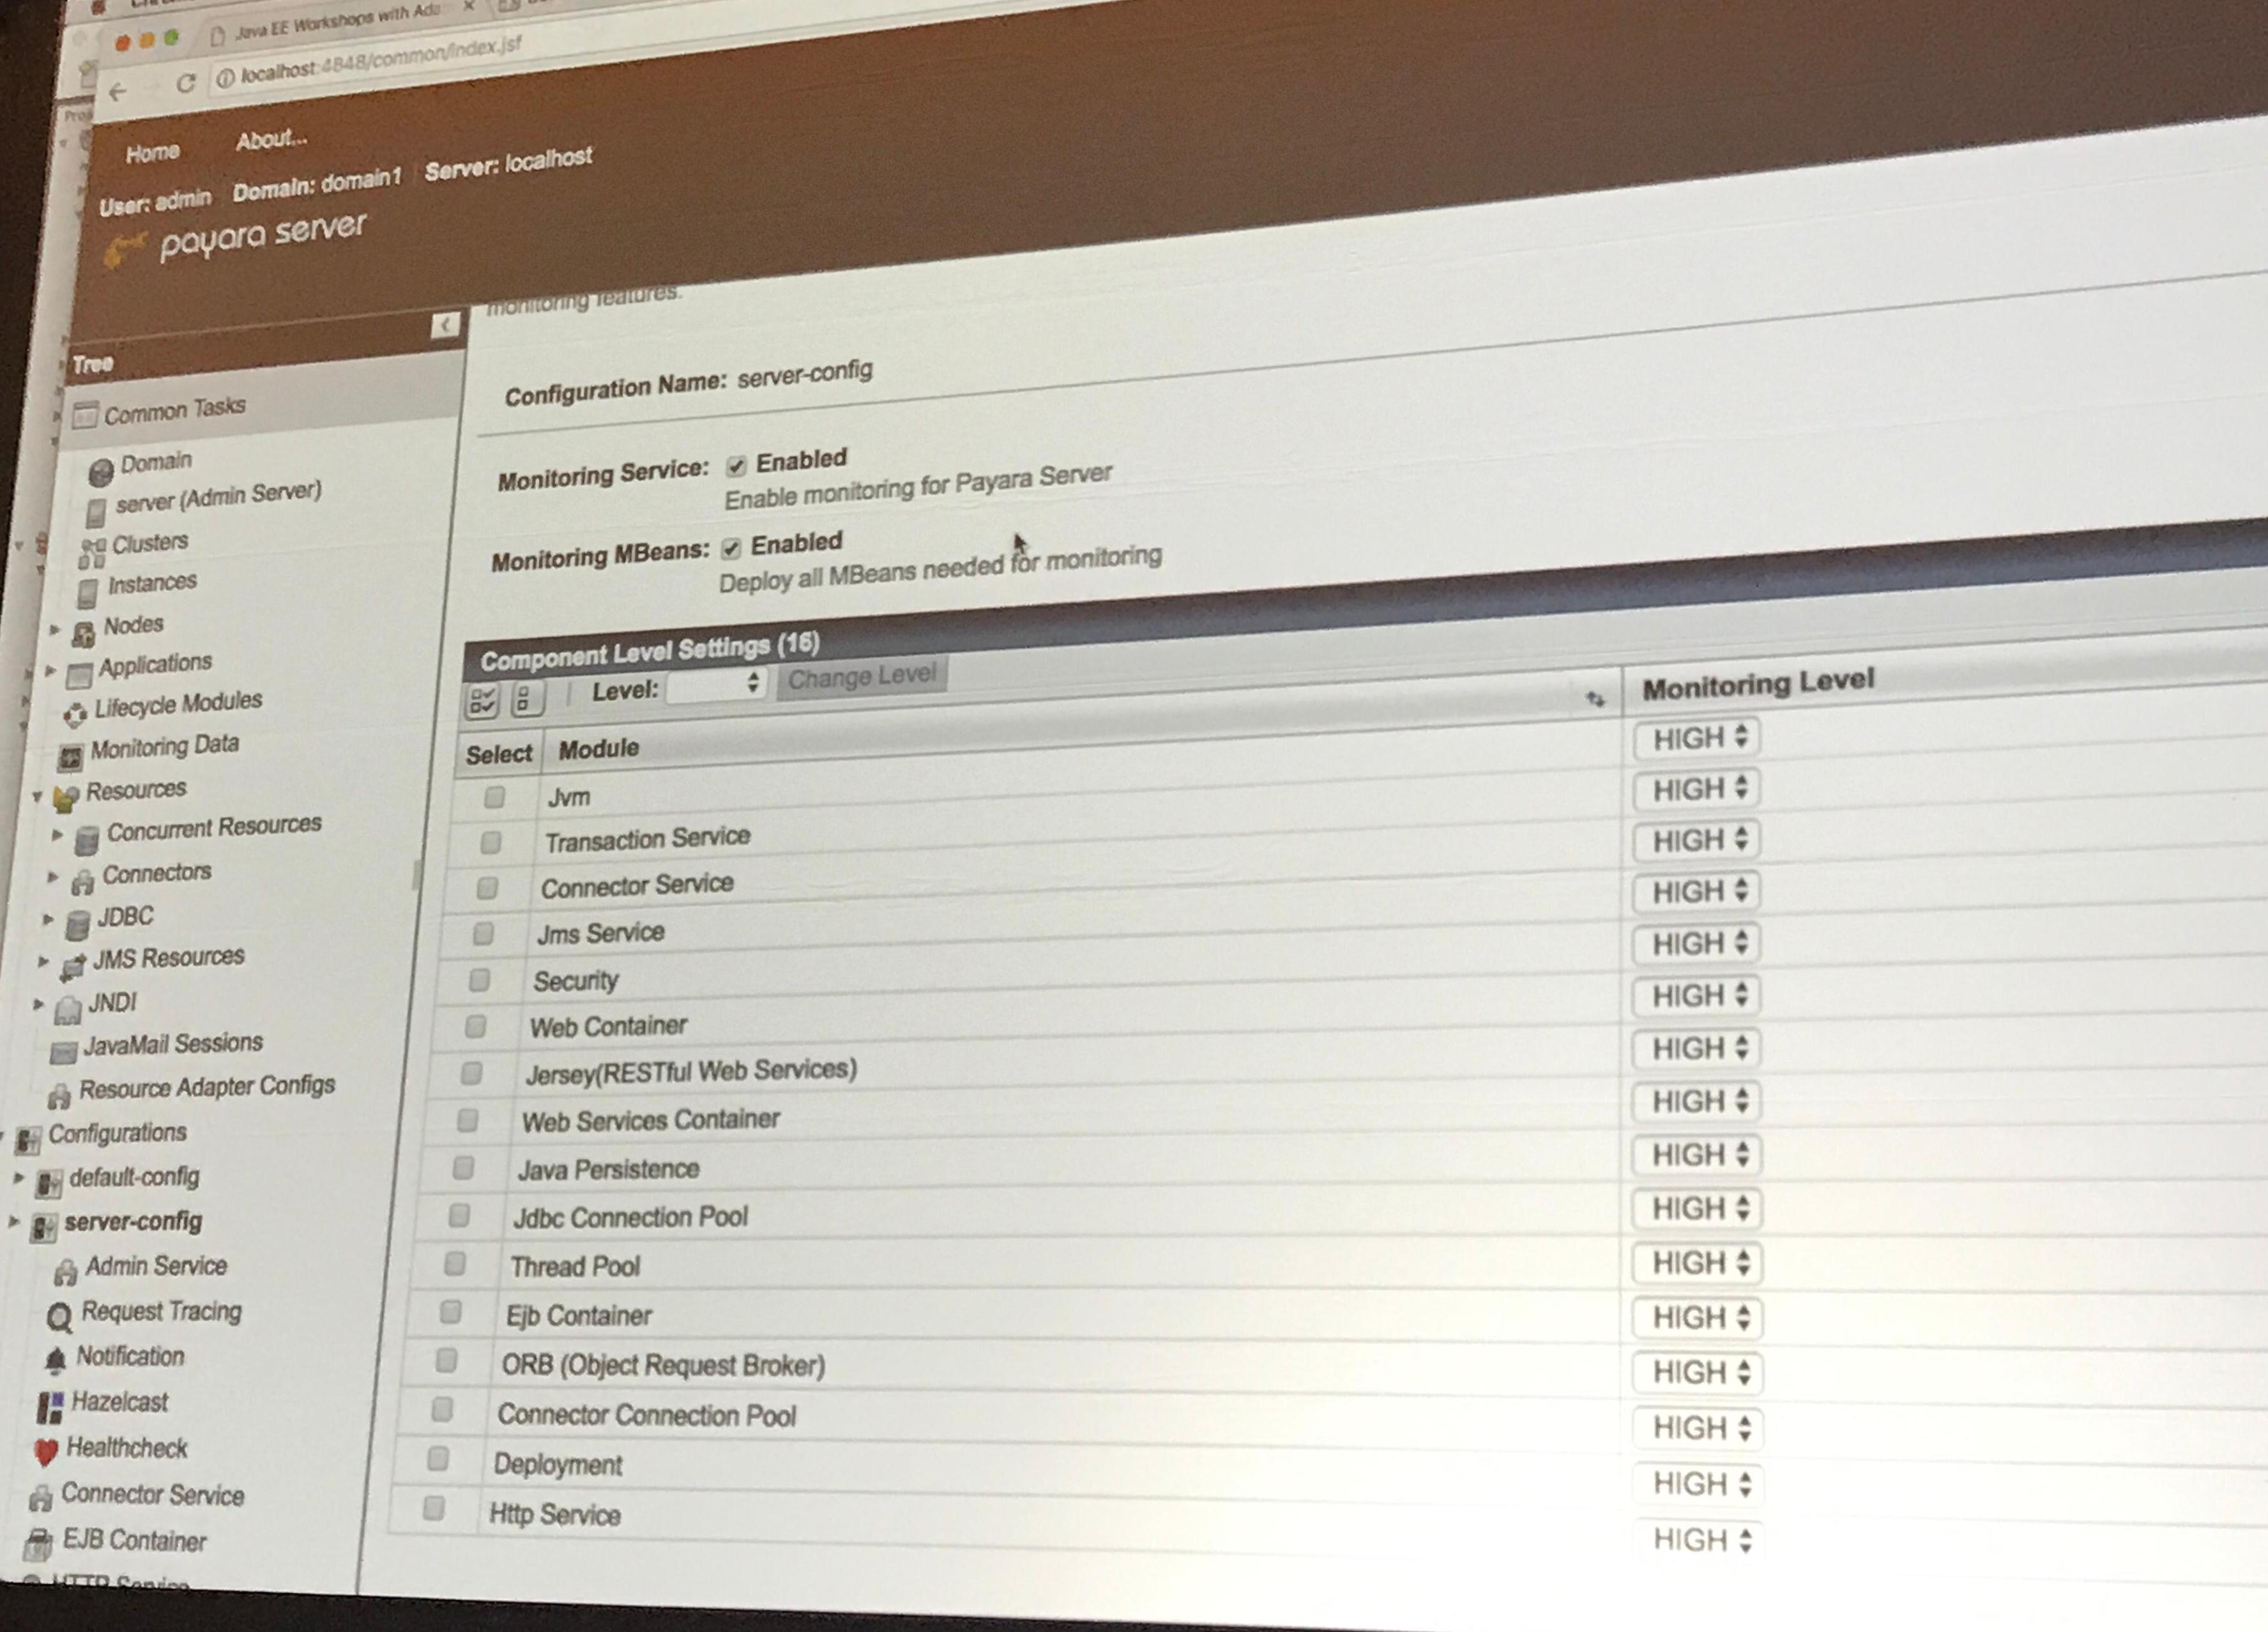 Java EE Workshops with Ada
localhost:4848/common/index.jsf
Home About...
User: admin Domain: domain1 Server: localhost
payara server
Tree
Common Tasks
Domain
server (Admin Server)
Clusters
Instances
Nodes
Applications
Lifecycle Modules
Monitoring Data
Resources
Concurrent Resources
Connectors
JDBC
JMS Resources
JNDI
JavaMail Sessions
Resource Adapter Configs
Configurations
default-config
server-config
Admin Service
Request Tracing
Notification
Hazelcast
Healthcheck
Connector Service
EJB Container
HTTP Service
monitoring features.
Configuration Name: server-config
Monitoring Service: Enabled
Enable monitoring for Payara Server
Monitoring MBeans: Enabled
Deploy all MBeans needed for monitoring
Component Level Settings (16)
Level: Change Level
Select Module Monitoring Level
Jvm HIGH
Transaction Service HIGH
Connector Service HIGH
Jms Service HIGH
Security HIGH
Web Container HIGH
Jersey(RESTful Web Services) HIGH
Web Services Container HIGH
Java Persistence HIGH
Jdbc Connection Pool HIGH
Thread Pool HIGH
Ejb Container HIGH
ORB (Object Request Broker) HIGH
Connector Connection Pool HIGH
Deployment HIGH
Http Service HIGH